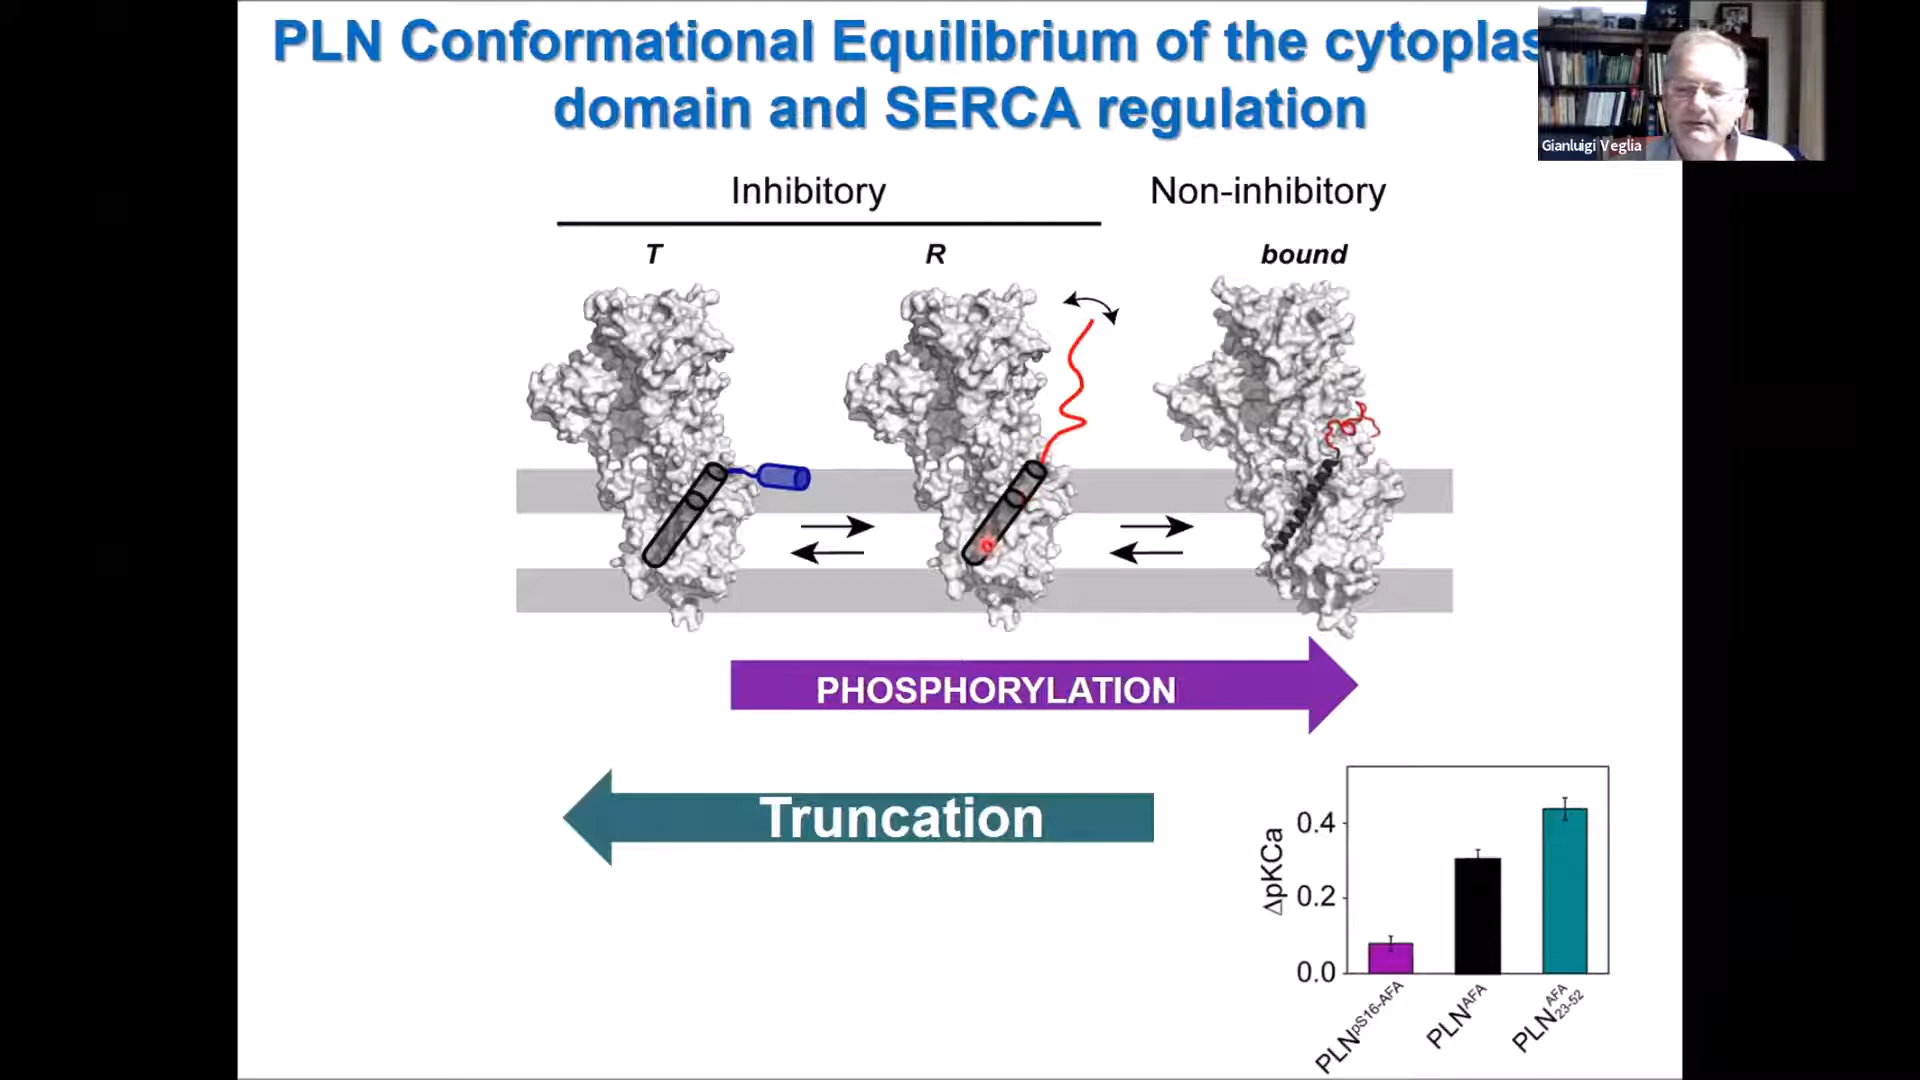 PLN Conformational Equilibrium of the cytoplas
domain and SERCA regulation
Gianluigi Veglia
Inhibitory
Non-inhibitory
T
R
bound
PHOSPHORYLATION
Truncation
ΔpKCa
0.4
0.2
0.0
PLNpS16-AFA
PLNAFA
PLNAFA23-52